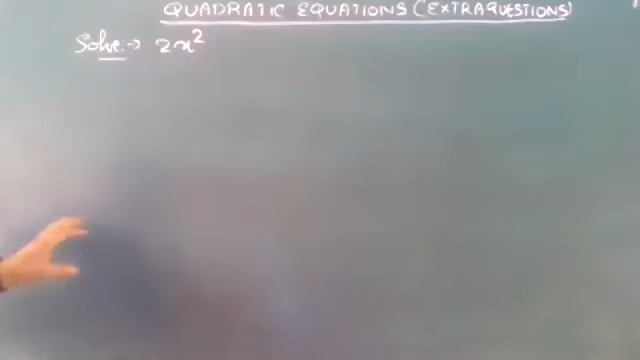 QUADRATIC EQUATIONS (EXTRAQUESTIONS)
Solve:-> 2x²